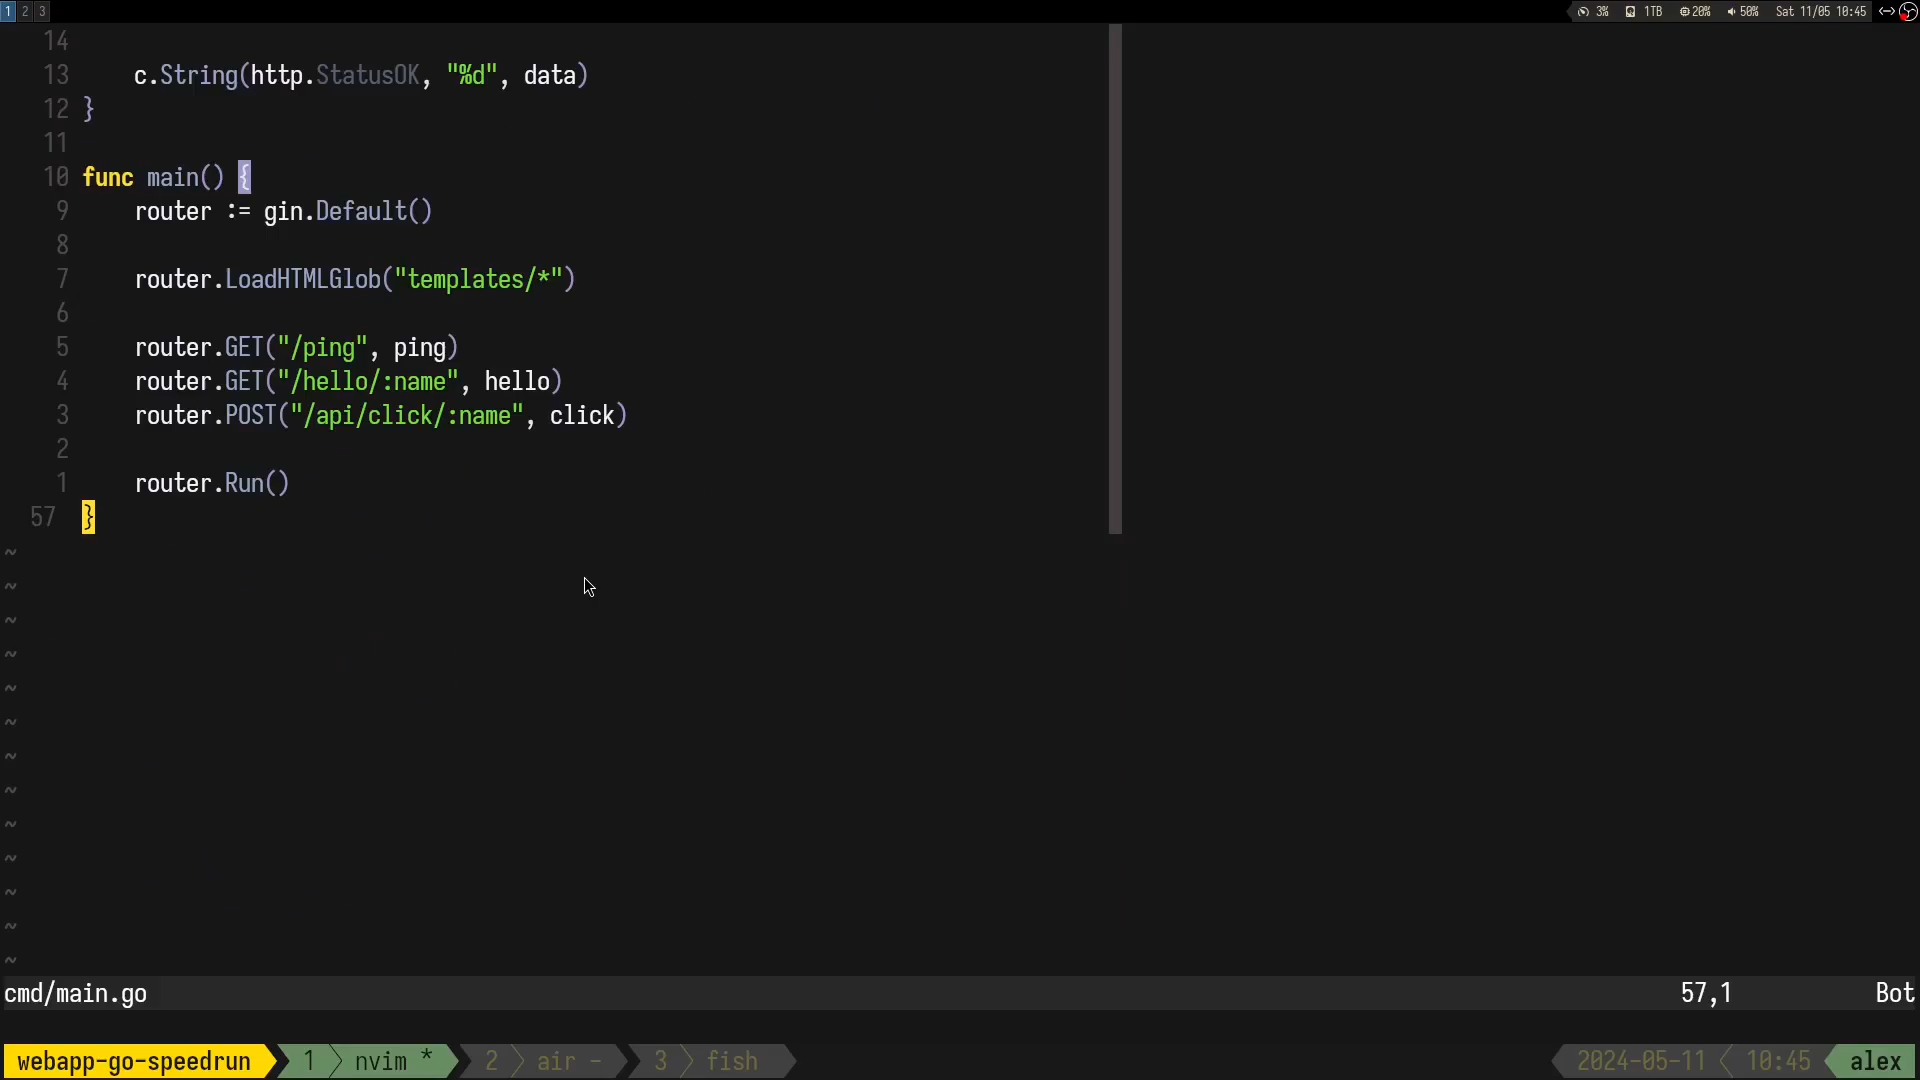 1 2 3 3% 1TB 20% 50% Sat 11/05 10:45
14
13 c.String(http.StatusOK, "%d", data)
12 }
11
10 func main() {
9 router := gin.Default()
8
7 router.LoadHTMLGlob("templates/*")
6
5 router.GET("/ping", ping)
4 router.GET("/hello/:name", hello)
3 router.POST("/api/click/:name", click)
2
1 router.Run()
57 }
~
~
~
~
~
~
~
~
~
~
~
~
~
cmd/main.go 57,1 Bot
webapp-go-speedrun 1 nvim * 2 air - 3 fish 2024-05-11 10:45 alex